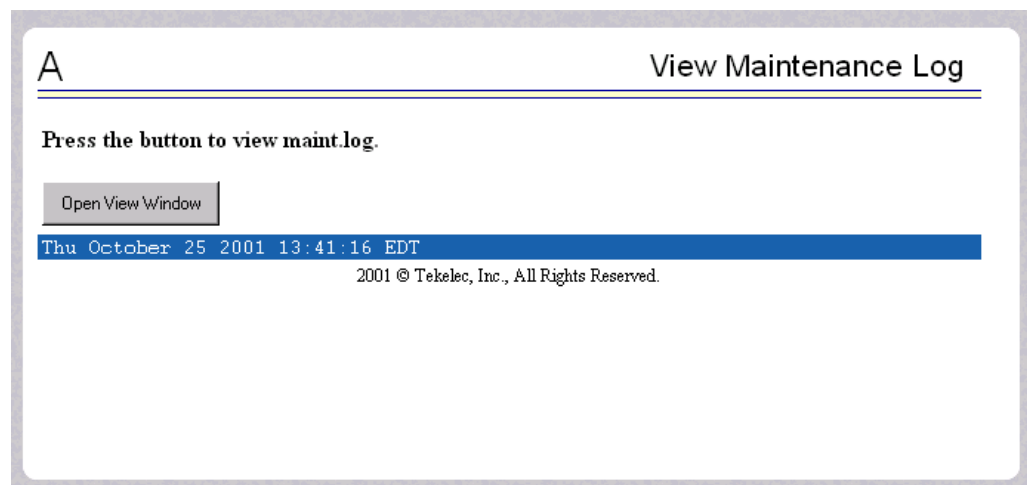 A
View Maintenance Log
Press the button to view maint.log.
Open View Window
Thu October 25 2001 13:41:16 EDT
2001 © Tekelec, Inc., All Rights Reserved.